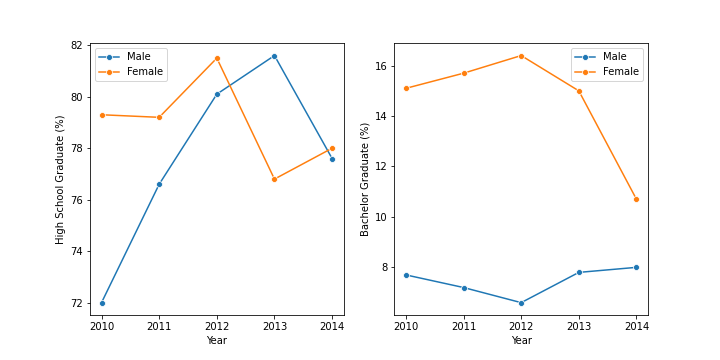 82
80
78
76
74
72
High School Graduate (%)
Male
Female
2010 2011 2012 2013 2014
Year
16
14
12
10
8
Bachelor Graduate (%)
Male
Female
2010 2011 2012 2013 2014
Year